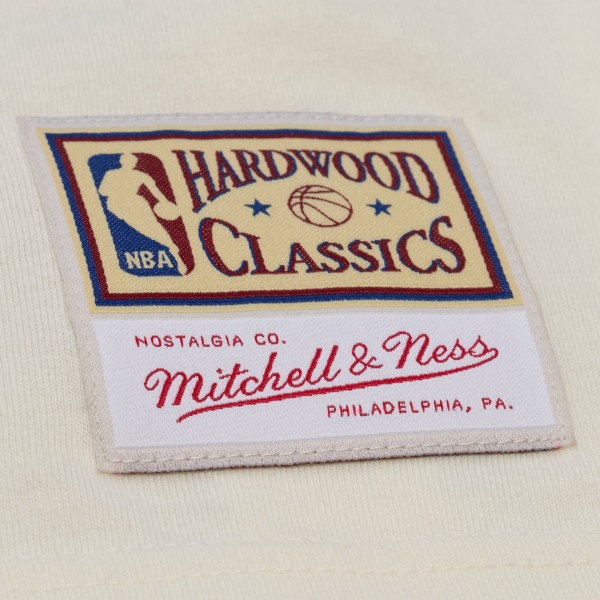 HARDWOOD
NBA
CLASSICS
NOSTALGIA CO.
Mitchell & Ness
PHILADELPHIA, PA.